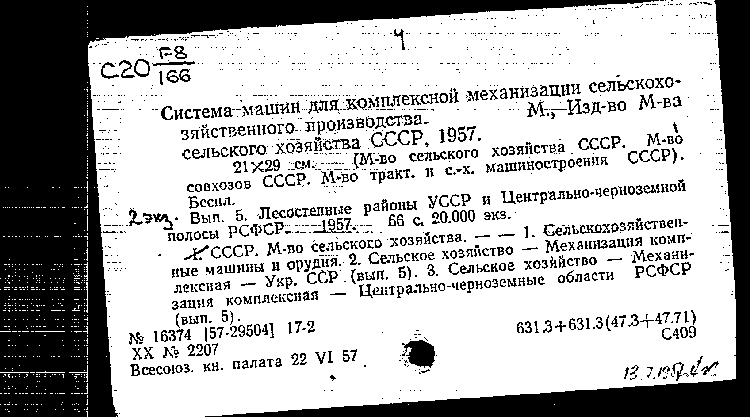 4
С20 F8/166
Система машин для комплексной механизации сельскохо-
зяйственного производства. М., Изд-во М-ва
сельского хозяйства СССР, 1957.
21×29 см. (М-во сельского хозяйства СССР. М-во
совхозов СССР. М-во тракт. и с.-х. машиностроения СССР).
Беспл.
2 экз. Вып. 5. Лесостепные районы УССР и Центрально-черноземной
полосы РСФСР. 1957. 66 с. 20.000 экз.
1. СССР. М-во сельского хозяйства. — — 1. Сельскохозяйствен-
ные машины и орудия. 2. Сельское хозяйство — Механизация комп-
лексная — Укр. ССР (вып. 5). 3. Сельское хозяйство — Механи-
зация комплексная — Центрально-черноземные области РСФСР
(вып. 5).
№ 16374 [57-29504] 17-2 631.3+631.3(47.3+47.71)
XX № 2207 С409
Всесоюз. кн. палата 22 VI 57